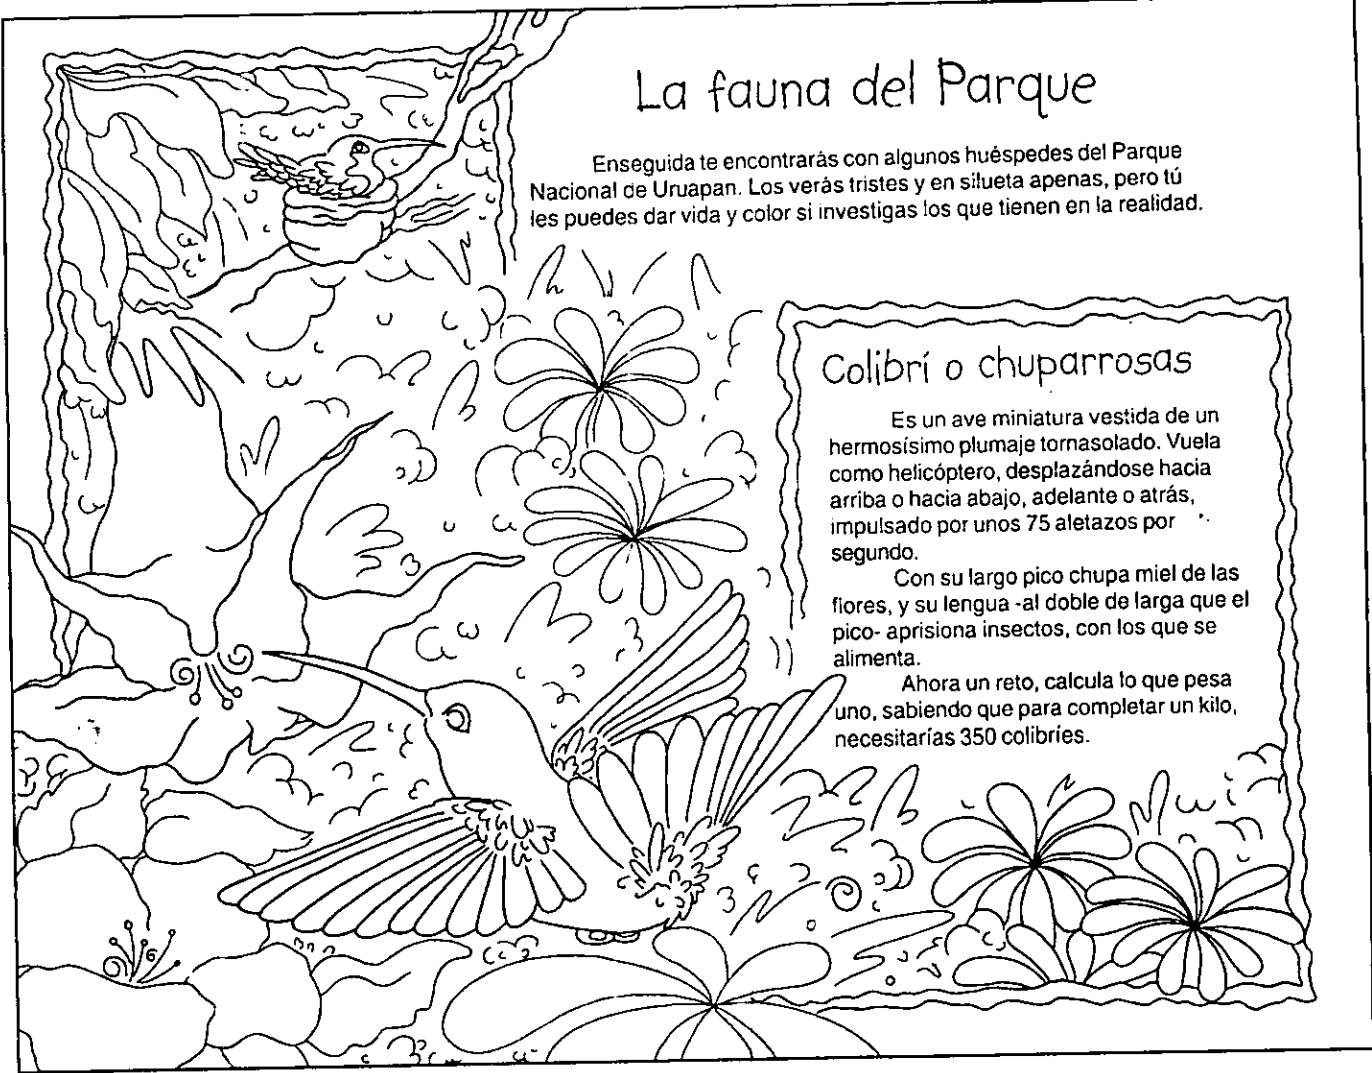 La fauna del Parque
Enseguida te encontrarás con algunos huéspedes del Parque
Nacional de Uruapan. Los verás tristes y en silueta apenas, pero tú
les puedes dar vida y color si investigas los que tienen en la realidad.
Colibrí o chuparrosas
Es un ave miniatura vestida de un
hermosísimo plumaje tornasolado. Vuela
como helicóptero, desplazándose hacia
arriba o hacia abajo, adelante o atrás,
impulsado por unos 75 aletazos por
segundo.
Con su largo pico chupa miel de las
flores, y su lengua -al doble de larga que el
pico- aprisiona insectos, con los que se
alimenta.
Ahora un reto, calcula lo que pesa
uno, sabiendo que para completar un kilo,
necesitarías 350 colibríes.